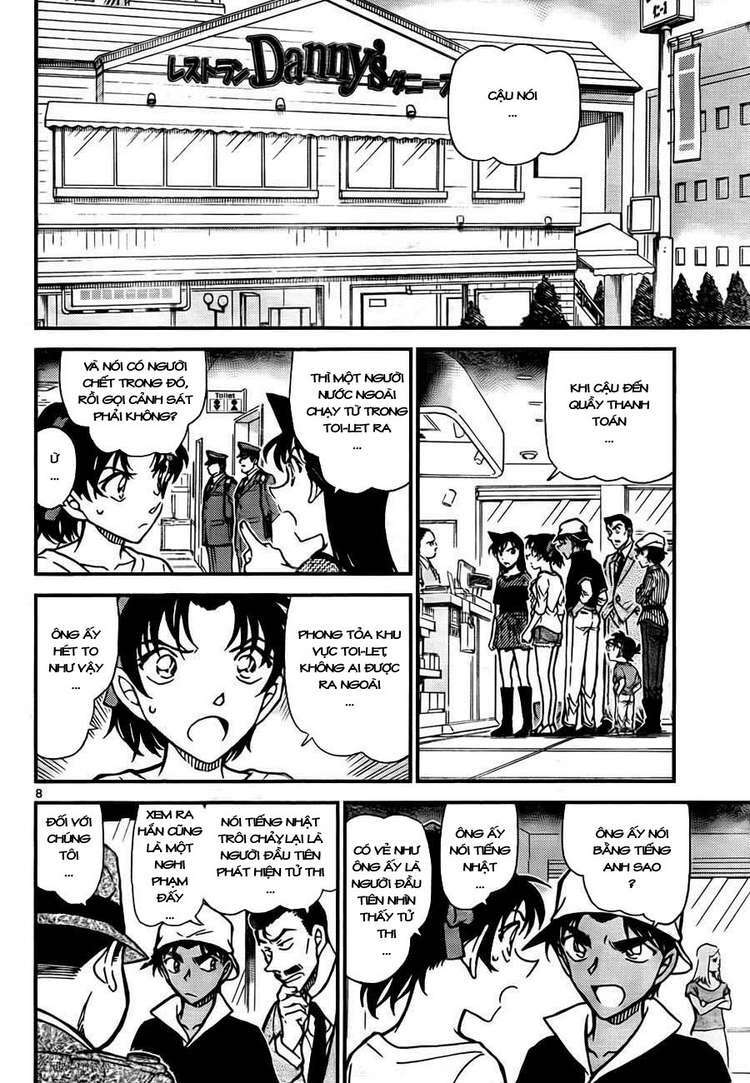 レストラン Danny's ダニーズ
CẬU NÓI
...
KHI CẬU ĐẾN
QUẦY THANH
TOÁN
...
THÌ MỘT NGƯỜI
NƯỚC NGOÀI
CHẠY TỪ TRONG
TOI-LET RA
...
VÀ NÓI CÓ NGƯỜI
CHẾT TRONG ĐÓ,
RỒI GỌI CẢNH SÁT
PHẢI KHÔNG?
Toilet
Ừ
...
PHONG TỎA KHU
VỰC TOI-LET,
KHÔNG AI ĐƯỢC
RA NGOÀI
...
ÔNG ẤY
HÉT TO
NHƯ VẬY
...
8
ÔNG ẤY NÓI
BẰNG TIẾNG
ANH SAO
?
ÔNG ẤY
NÓI TIẾNG
NHẬT
...
CÓ VẺ NHƯ
ÔNG ẤY LÀ
NGƯỜI ĐẦU
TIÊN NHÌN
THẤY TỬ
THI
...
NÓI TIẾNG NHẬT
TRÔI CHẢY LẠI LÀ
NGƯỜI ĐẦU TIÊN
PHÁT HIỆN TỬ THI
...
XEM RA
HẮN CŨNG
LÀ MỘT
NGHI
PHẠM
ĐẤY
...
ĐỐI VỚI
CHÚNG
TÔI
...